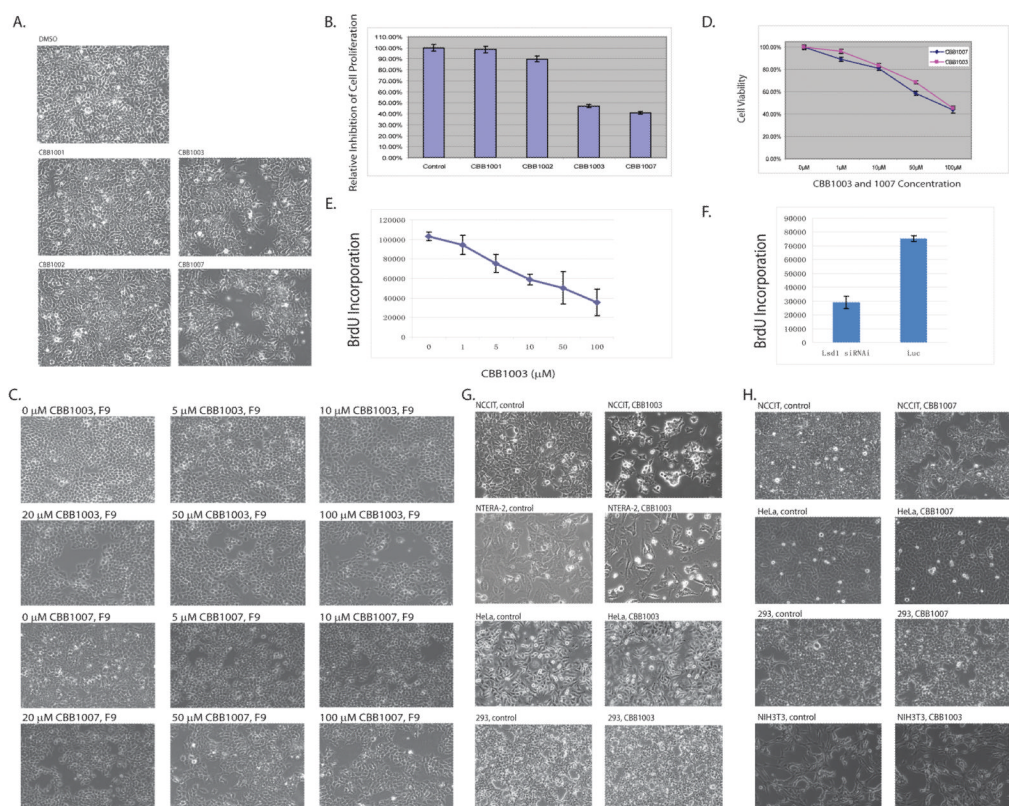 A.
DMSO
CBB1001
CBB1003
CBB1002
CBB1007
B.
Relative Inhibition of Cell Proliferation
110.00%
100.00%
90.00%
80.00%
70.00%
60.00%
50.00%
40.00%
30.00%
20.00%
10.00%
0.00%
Control
CBB1001
CBB1002
CBB1003
CBB1007
D.
Cell Viability
100.00%
80.00%
60.00%
40.00%
20.00%
0.00%
0μM
1μM
10μM
50μM
100μM
CBB1007
CBB1003
CBB1003 and 1007 Concentration
E.
BrdU Incorporation
120000
100000
80000
60000
40000
20000
0
0
1
5
10
50
100
CBB1003 (μM)
F.
BrdU Incorporation
90000
80000
70000
60000
50000
40000
30000
20000
10000
0
Lsd1 siRNAi
Luc
C.
0 μM CBB1003, F9
5 μM CBB1003, F9
10 μM CBB1003, F9
20 μM CBB1003, F9
50 μM CBB1003, F9
100 μM CBB1003, F9
0 μM CBB1007, F9
5 μM CBB1007, F9
10 μM CBB1007, F9
20 μM CBB1007, F9
50 μM CBB1007, F9
100 μM CBB1007, F9
G.
NCCIT, control
NCCIT, CBB1003
NTERA-2, control
NTERA-2, CBB1003
HeLa, control
HeLa, CBB1003
293, control
293, CBB1003
H.
NCCIT, control
NCCIT, CBB1007
HeLa, control
HeLa, CBB1007
293, control
293, CBB1007
NIH3T3, control
NIH3T3, CBB1003